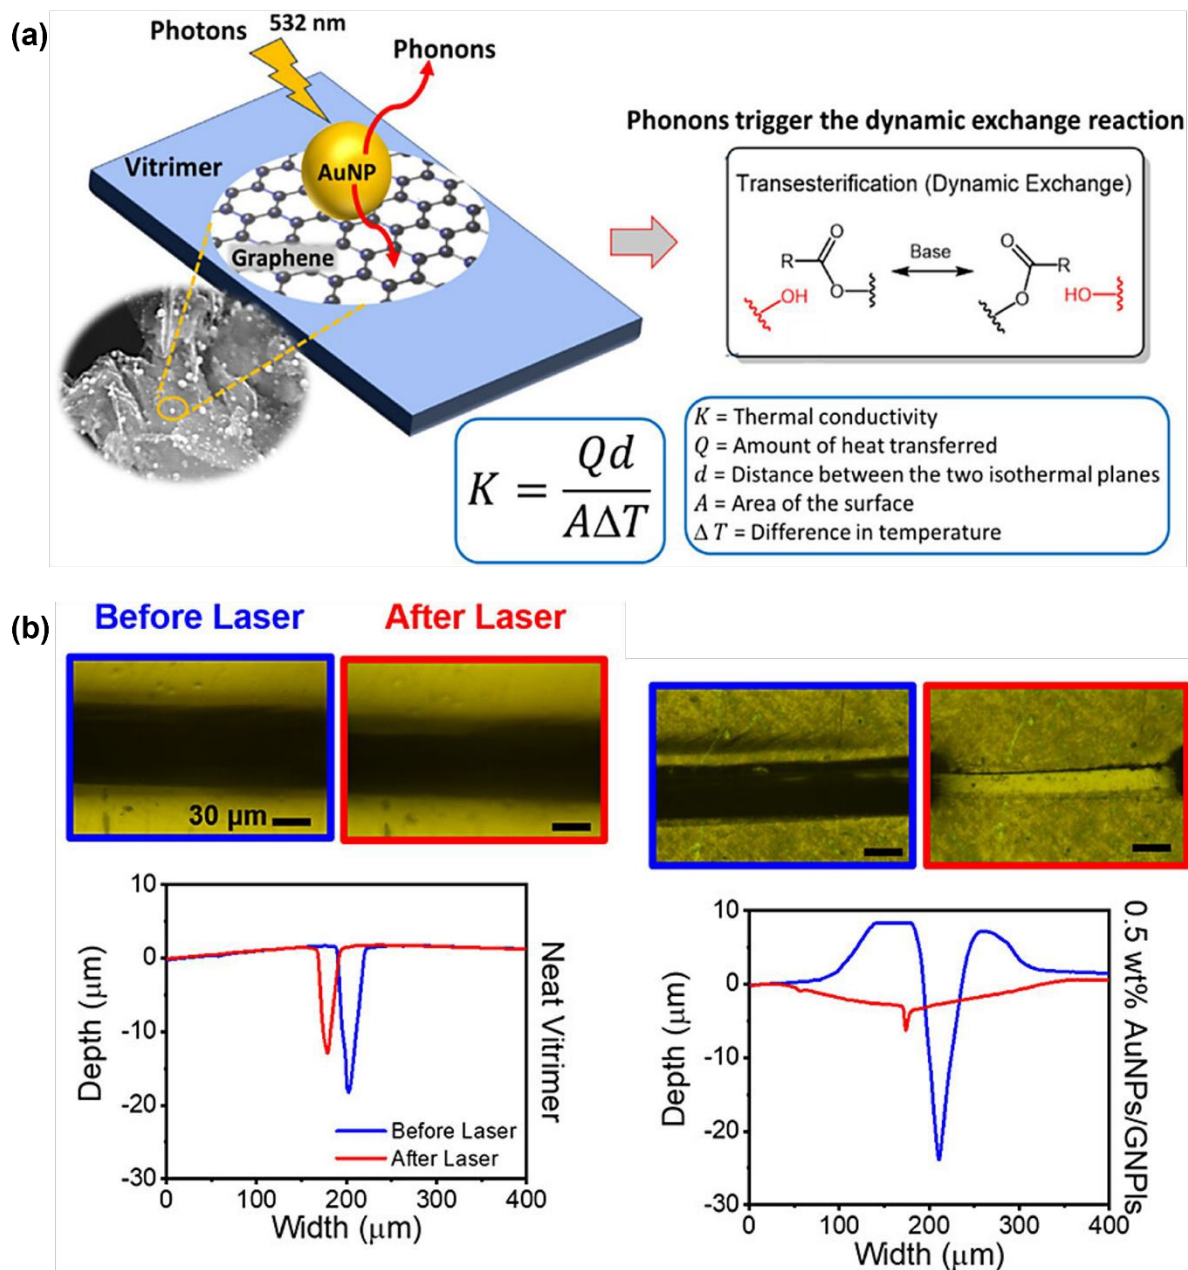 (a)
Photons
532 nm
Phonons
Vitrimer
AuNP
Graphene
Phonons trigger the dynamic exchange reaction
Transesterification (Dynamic Exchange)
O
R
O
OH
Base
O
R
O
HO
K = Qd / AΔT
K = Thermal conductivity
Q = Amount of heat transferred
d = Distance between the two isothermal planes
A = Area of the surface
Δ T = Difference in temperature
(b)
Before Laser
After Laser
30 µm
10
0
-10
-20
-30
Depth (µm)
Before Laser
After Laser
0
100
200
300
400
Width (µm)
Neat Vitrimer
10
0
-10
-20
-30
Depth (µm)
0
100
200
300
400
Width (µm)
0.5 wt% AuNPs/GNPls